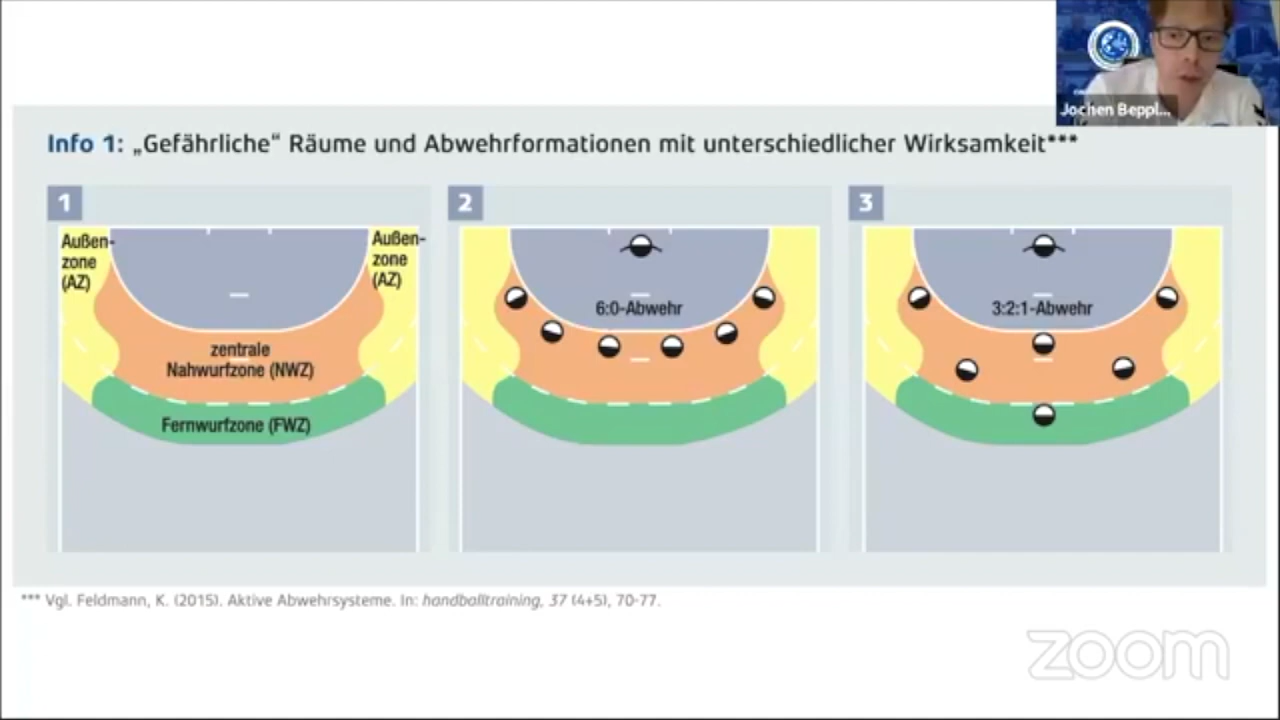 Jochen Beppl...
Info 1: „Gefährliche“ Räume und Abwehrformationen mit unterschiedlicher Wirksamkeit***
1
Außen-
zone
(AZ)
Außen-
zone
(AZ)
zentrale
Nahwurfzone (NWZ)
Fernwurfzone (FWZ)
2
6:0-Abwehr
3
3:2:1-Abwehr
*** Vgl. Feldmann, K. (2015). Aktive Abwehrsysteme. In: handballtraining, 37 (4+5), 70-77.
zoom